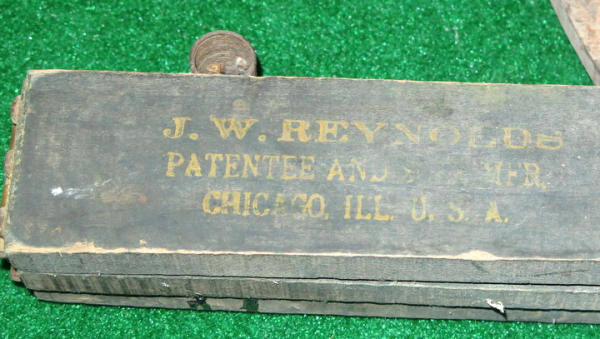 J. W. REYNOLDS
PATENTEE AND MFR.
CHICAGO, ILL. U. S. A.